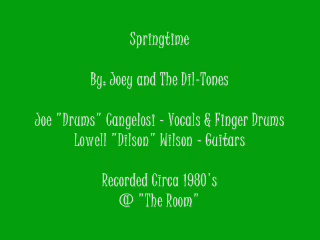 Springtime
By: Joey and The Dil-Tones
Joe "Drums" Cangelosi - Vocals & Finger Drums
Lowell "Dilson" Wilson - Guitars
Recorded Circa 1980's
@ "The Room"